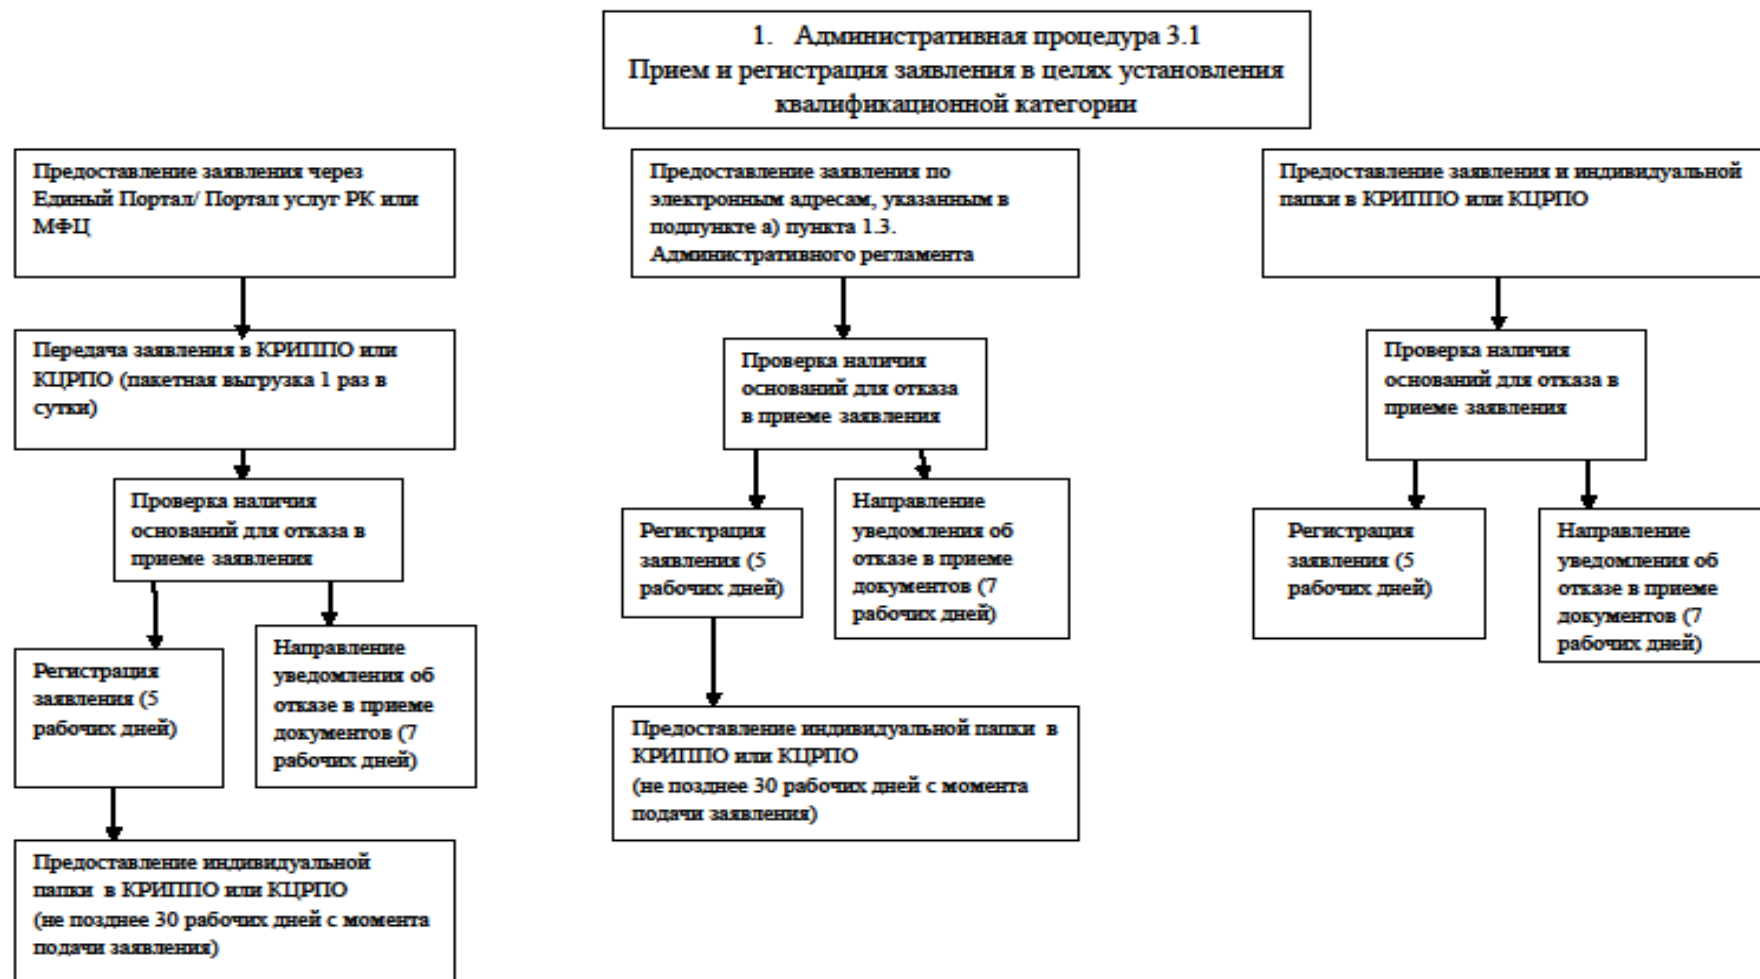 1. Административная процедура 3.1
Прием и регистрация заявления в целях установления
квалификационной категории
Предоставление заявления через
Единый Портал/ Портал услуг РК или
МФЦ
Передача заявления в КРИППО или
КЦРПО (пакетная выгрузка 1 раз в
сутки)
Проверка наличия
оснований для отказа в
приеме заявления
Регистрация
заявления (5
рабочих дней)
Направление
уведомления об
отказе в приеме
документов (7
рабочих дней)
Предоставление индивидуальной
папки в КРИППО или КЦРПО
(не позднее 30 рабочих дней с момента
подачи заявления)
Предоставление заявления по
электронным адресам, указанным в
подпункте а) пункта 1.3.
Административного регламента
Проверка наличия
оснований для отказа
в приеме заявления
Регистрация
заявления (5
рабочих дней)
Направление
уведомления об
отказе в приеме
документов (7
рабочих дней)
Предоставление индивидуальной папки в
КРИППО или КЦРПО
(не позднее 30 рабочих дней с момента
подачи заявления)
Предоставление заявления и индивидуальной
папки в КРИППО или КЦРПО
Проверка наличия
оснований для отказа в
приеме заявления
Регистрация
заявления (5
рабочих дней)
Направление
уведомления об
отказе в приеме
документов (7
рабочих дней)